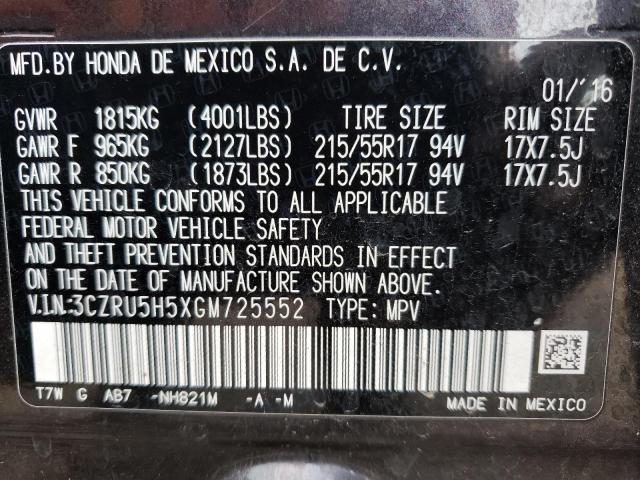 MFD.BY HONDA DE MEXICO S.A. DE C.V.
01/'16
GVWR 1815KG (4001LBS) TIRE SIZE RIM SIZE
GAWR F 965KG (2127LBS) 215/55R17 94V 17X7.5J
GAWR R 850KG (1873LBS) 215/55R17 94V 17X7.5J
THIS VEHICLE CONFORMS TO ALL APPLICABLE
FEDERAL MOTOR VEHICLE SAFETY
AND THEFT PREVENTION STANDARDS IN EFFECT
ON THE DATE OF MANUFACTURE SHOWN ABOVE.
V.I.N:3CZRU5H5XGM725552 TYPE: MPV
T7W G AB7 -NH821M -A -M MADE IN MEXICO